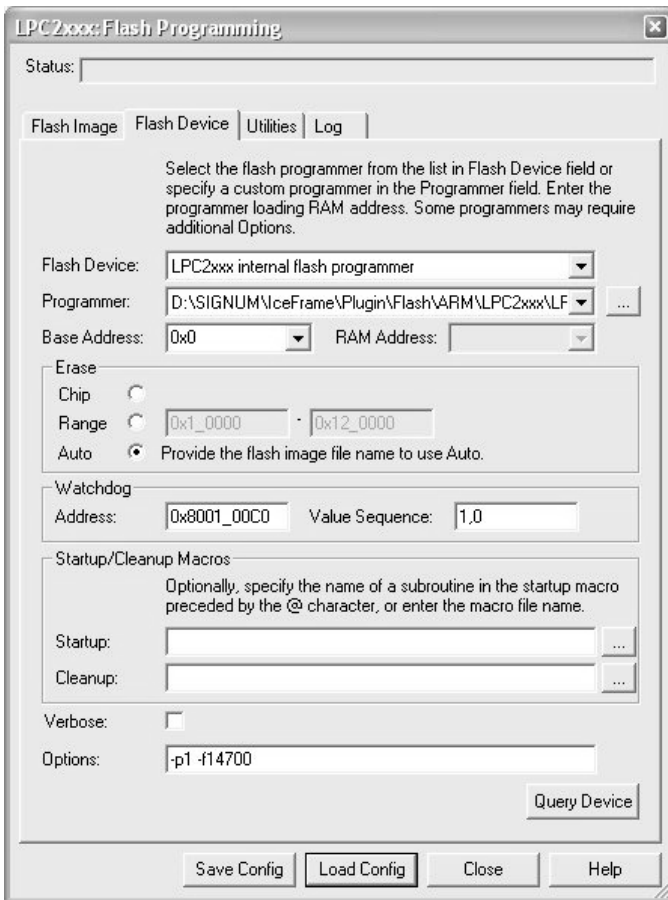 LPC2xxx: Flash Programming
Status:
Flash Image Flash Device Utilities Log
Select the flash programmer from the list in Flash Device field or
specify a custom programmer in the Programmer field. Enter the
programmer loading RAM address. Some programmers may require
additional Options.
Flash Device: LPC2xxx internal flash programmer
Programmer: D:\SIGNUM\IceFrame\Plugin\Flash\ARM\LPC2xxx\LF ...
Base Address: 0x0 RAM Address:
Erase
Chip
Range 0x1_0000 - 0x12_0000
Auto Provide the flash image file name to use Auto.
Watchdog
Address: 0x8001_00C0 Value Sequence: 1,0
Startup/Cleanup Macros
Optionally, specify the name of a subroutine in the startup macro
preceded by the @ character, or enter the macro file name.
Startup: ...
Cleanup: ...
Verbose:
Options: -p1 -f14700
Query Device
Save Config Load Config Close Help